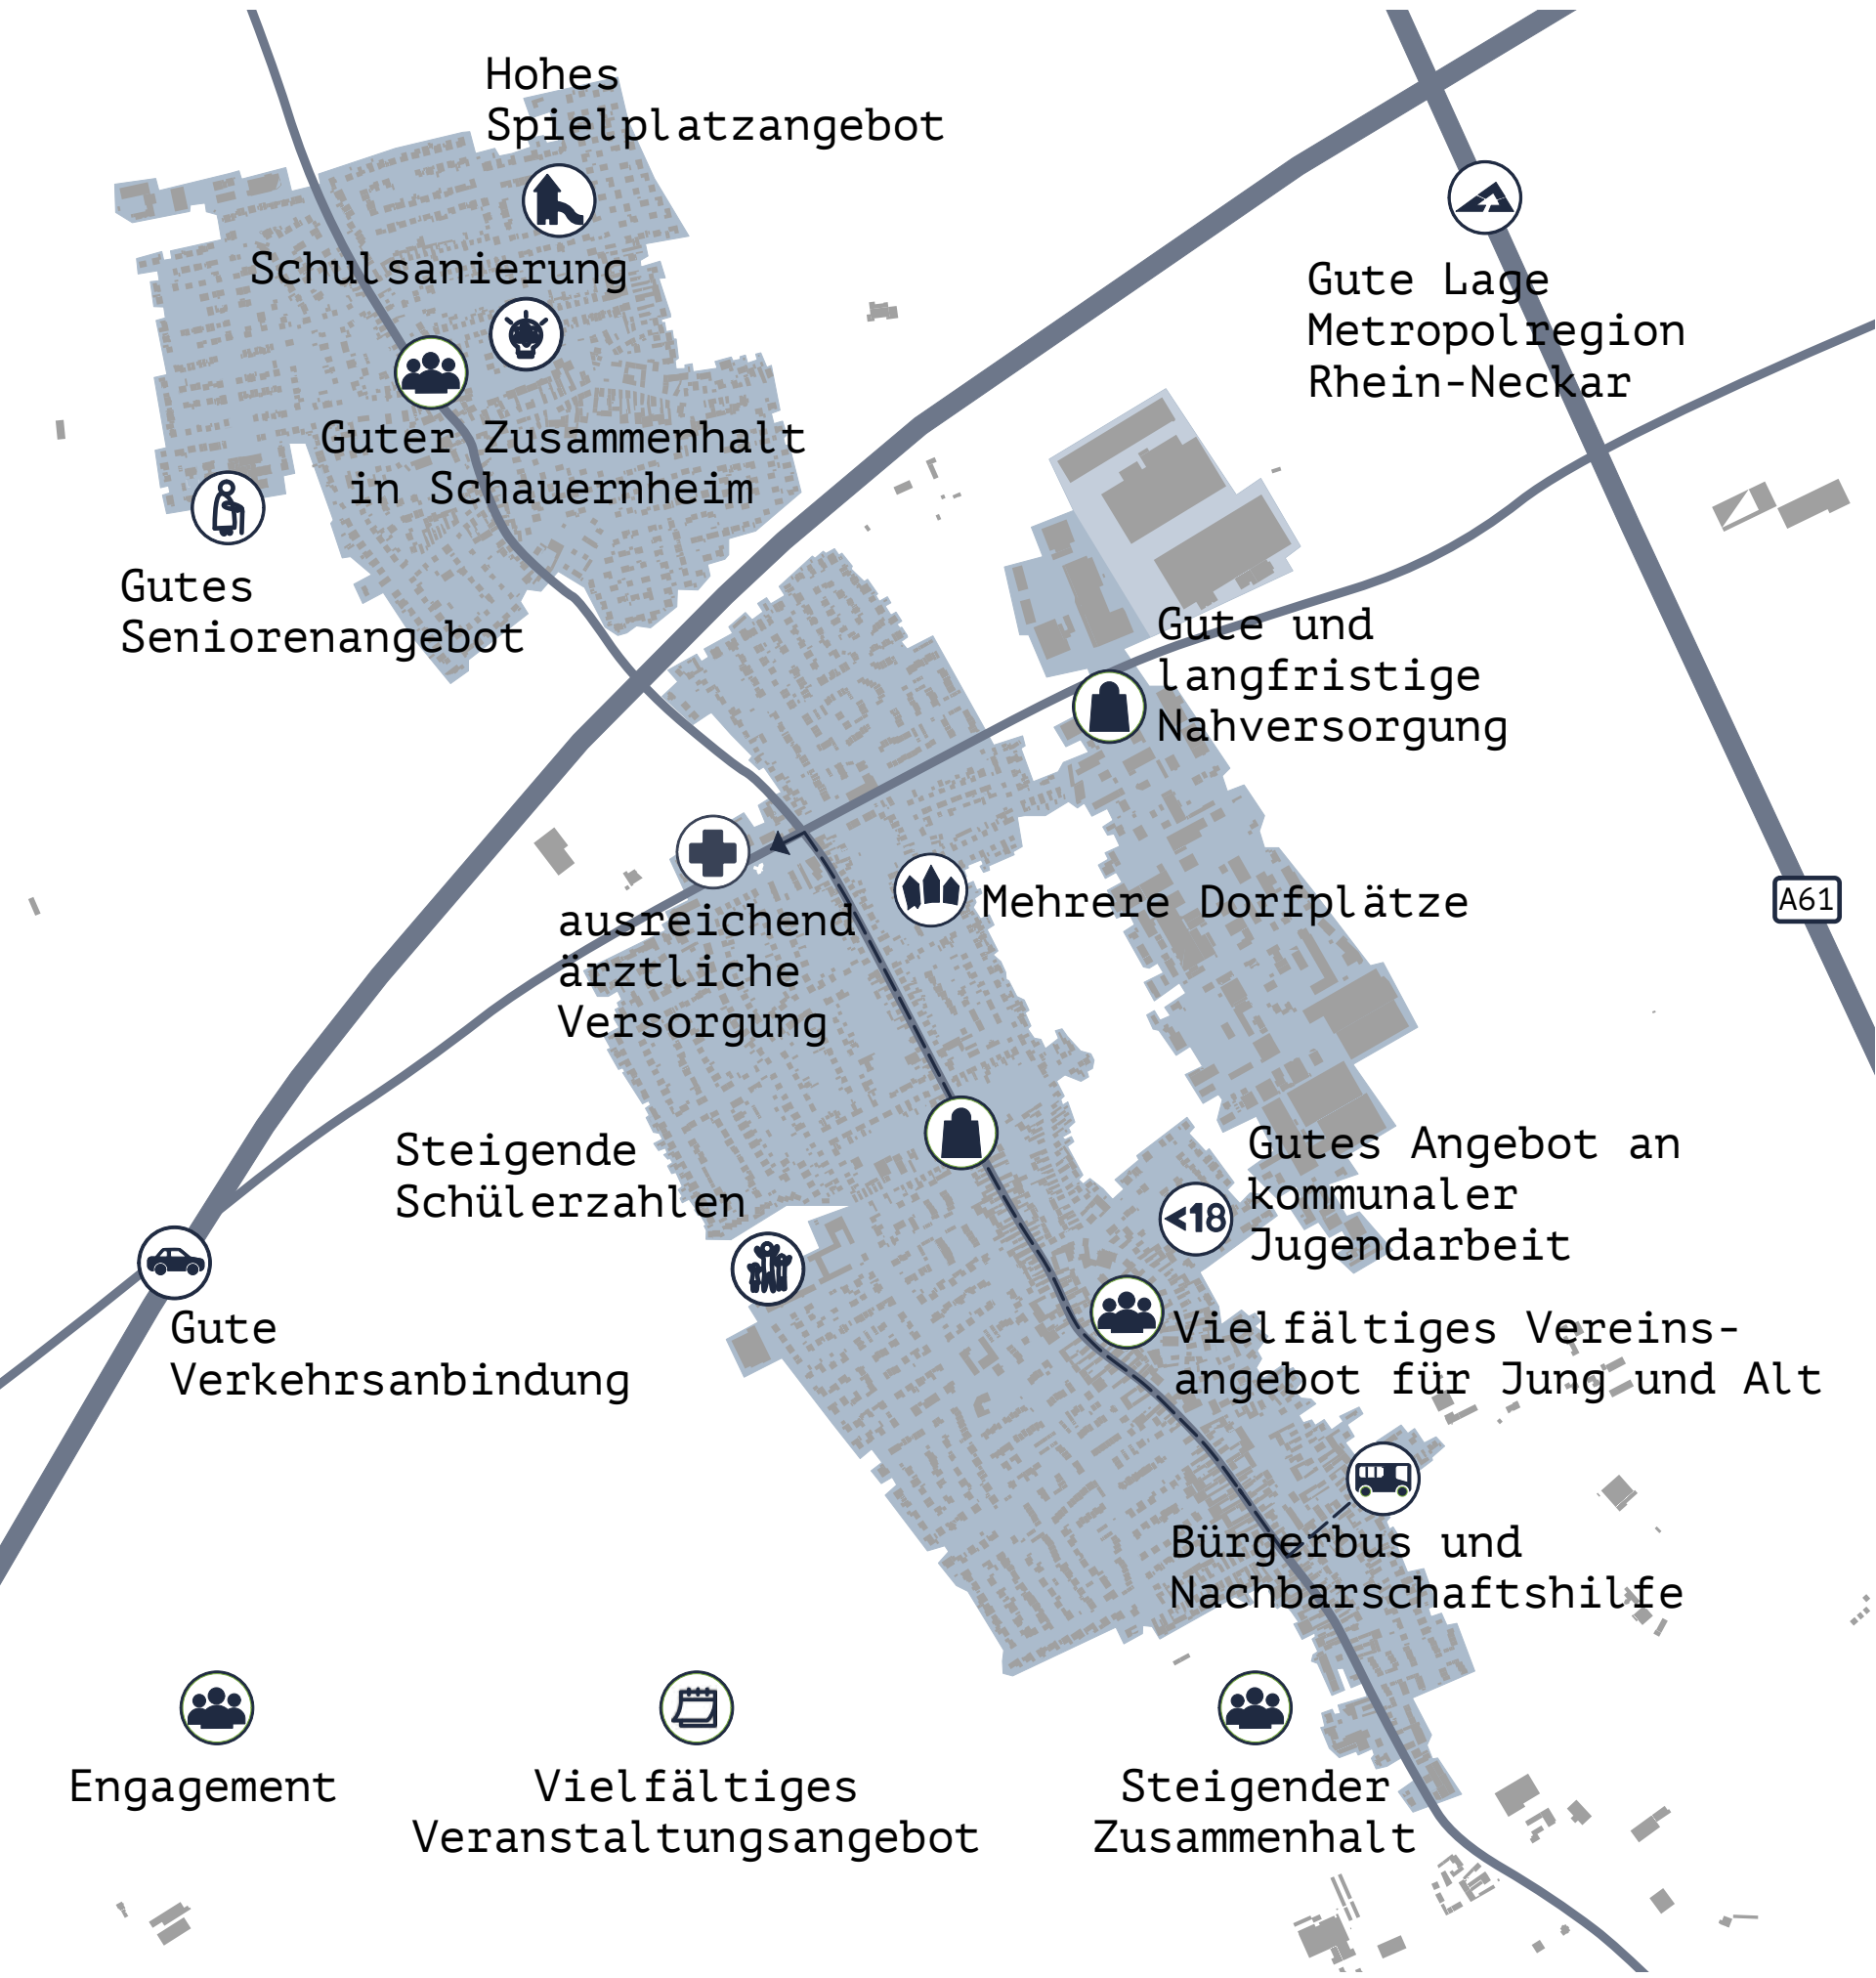 Hohes
Spielplatzangebot
Schulsanierung
Guter Zusammenhalt
in Schauernheim
Gutes
Seniorenangebot
Gute Lage
Metropolregion
Rhein-Neckar
Gute und
langfristige
Nahversorgung
A61
Mehrere Dorfplätze
ausreichend
ärztliche
Versorgung
Steigende
Schülerzahlen
<18
Gutes Angebot an
kommunaler
Jugendarbeit
Gute
Verkehrsanbindung
Vielfältiges Vereins-
angebot für Jung und Alt
Bürgerbus und
Nachbarschaftshilfe
Engagement
Vielfältiges
Veranstaltungsangebot
Steigender
Zusammenhalt